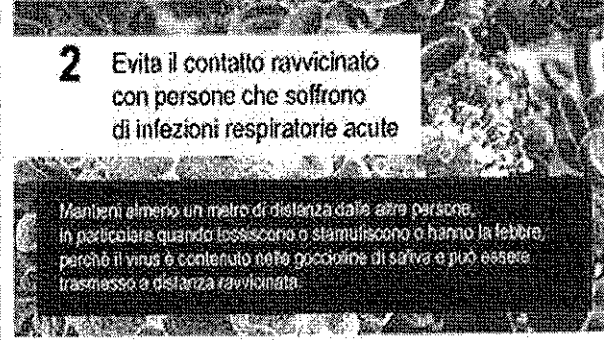 2 Evita il contatto ravvicinato
con persone che soffrono
di infezioni respiratorie acute
Mantieni almeno un metro di distanza dalle altre persone,
in particolare quando tossiscono o starnutiscono o hanno la febbre,
perché il virus è contenuto nelle goccioline di saliva e può essere
trasmesso a distanza ravvicinata